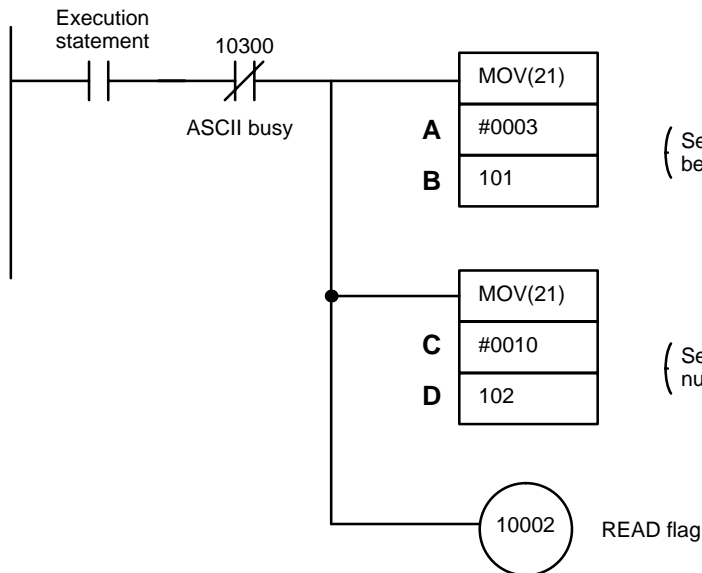 Execution
statement
10300
ASCII busy
MOV(21)
A #0003
B 101
( Se
be
MOV(21)
C #0010
D 102
( Se
nu
10002
READ flag